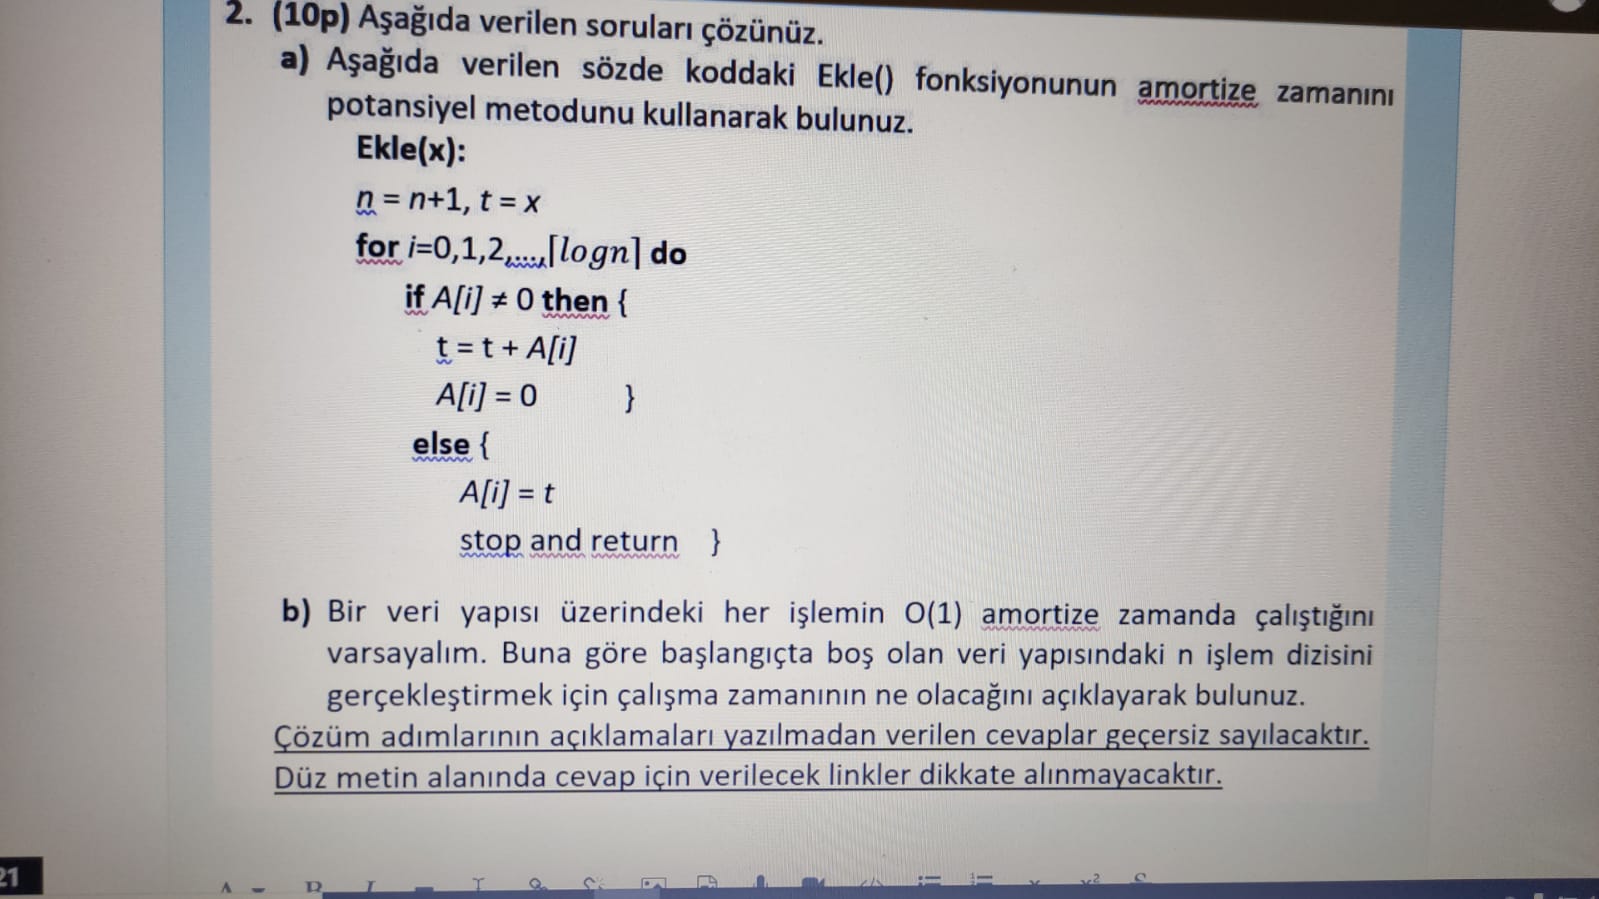 2. (10p) Aşağıda verilen soruları çözünüz.
a) Aşağıda verilen sözde koddaki Ekle() fonksiyonunun amortize zamanını
potansiyel metodunu kullanarak bulunuz.
Ekle(x):
n = n+1, t = x
for i=0,1,2,...,⌈logn⌉ do
if A[i] ≠ 0 then {
t = t + A[i]
A[i] = 0 }
else {
A[i] = t
stop and return }
b) Bir veri yapısı üzerindeki her işlemin O(1) amortize zamanda çalıştığını
varsayalım. Buna göre başlangıçta boş olan veri yapısındaki n işlem dizisini
gerçekleştirmek için çalışma zamanının ne olacağını açıklayarak bulunuz.
Çözüm adımlarının açıklamaları yazılmadan verilen cevaplar geçersiz sayılacaktır.
Düz metin alanında cevap için verilecek linkler dikkate alınmayacaktır.
21